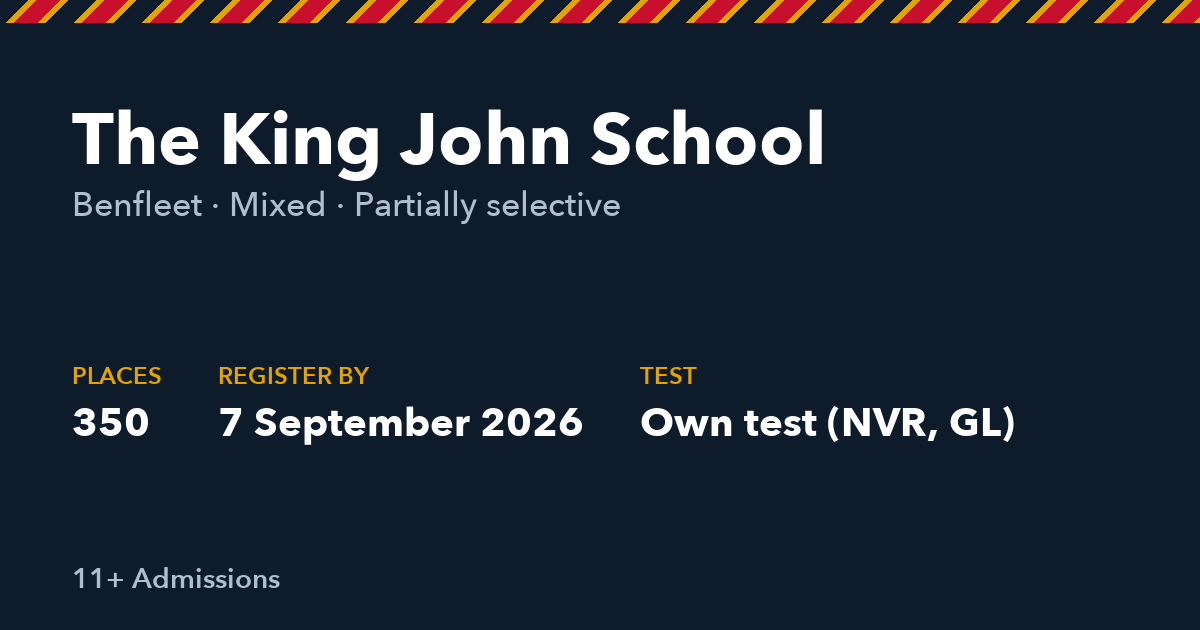 The King John School
Benfleet · Mixed · Partially selective
PLACES
350
REGISTER BY
7 September 2026
TEST
Own test (NVR, GL)
11+ Admissions